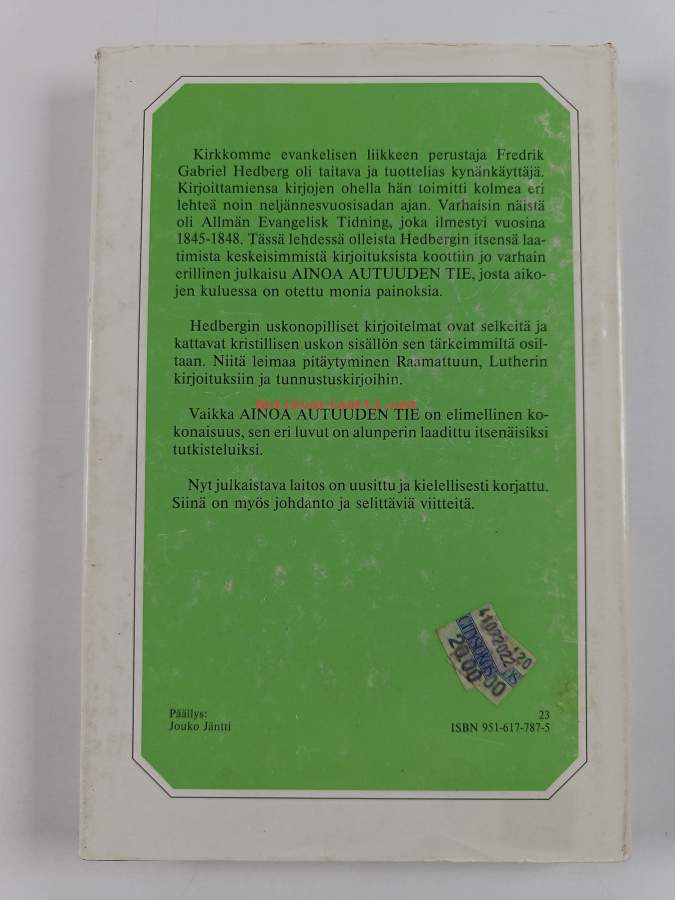 Kirkkomme evankelisen liikkeen perustaja Fredrik
Gabriel Hedberg oli taitava ja tuottelias kynänkäyttäjä.
Kirjoittamiensa kirjojen ohella hän toimitti kolmea eri
lehteä noin neljännesvuosisadan ajan. Varhaisin näistä
oli Allmän Evangelisk Tidning, joka ilmestyi vuosina
1845-1848. Tässä lehdessä olleista Hedbergin itsensä laa-
timista keskeisimmistä kirjoituksista koottiin jo varhain
erillinen julkaisu AINOA AUTUUDEN TIE, josta aiko-
jen kuluessa on otettu monia painoksia.
Hedbergin uskonopilliset kirjoitelmat ovat selkeitä ja
kattavat kristillisen uskon sisällön sen tärkeimmiltä osil-
taan. Niitä leimaa pitäytyminen Raamattuun, Lutherin
kirjoituksiin ja tunnustuskirjoihin.
Antikvariaatti.net
Vaikka AINOA AUTUUDEN TIE on elimellinen ko-
konaisuus, sen eri luvut on alunperin laadittu itsenäisiksi
tutkisteluiksi.
Nyt julkaistava laitos on uusittu ja kielellisesti korjattu.
Siinä on myös johdanto ja selittäviä viitteitä.
20.00
Päällys:
Jouko Jäntti
23
ISBN 951-617-787-5